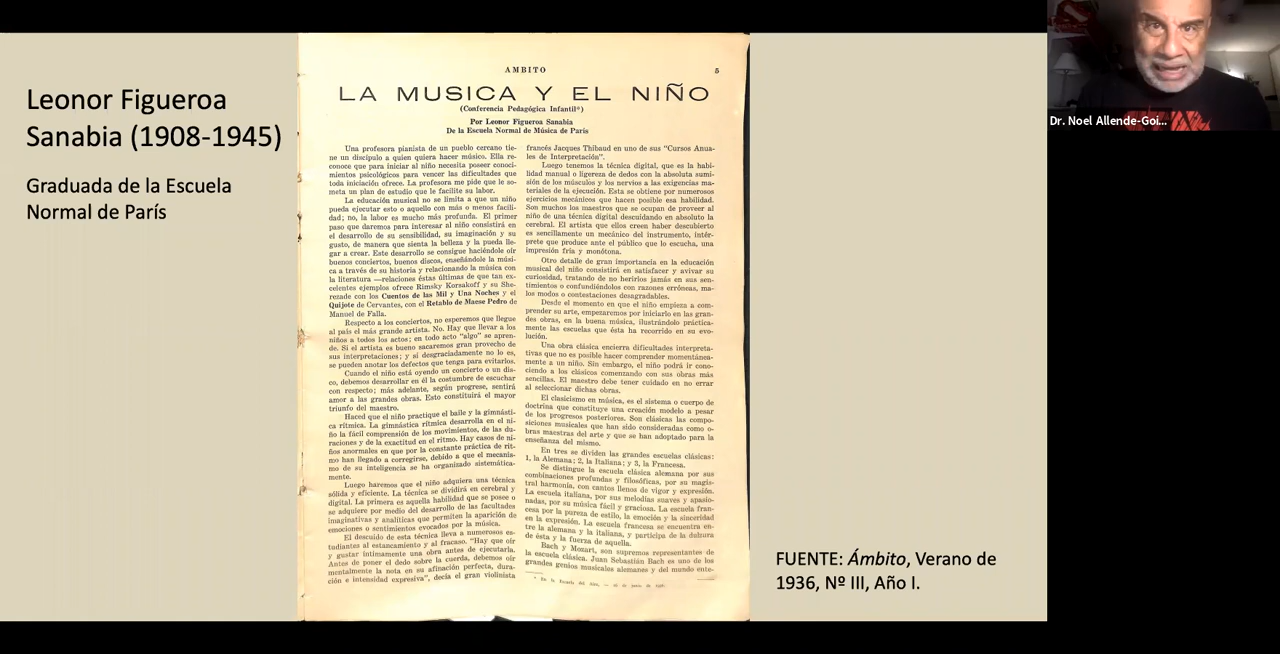 Leonor Figueroa
Sanabia (1908-1945)
Graduada de la Escuela
Normal de París
AMBITO
5
LA MUSICA Y EL NIÑO
(Conferencia Pedagógica Infantil*)
Por Leonor Figueroa Sanabia
De la Escuela Normal de Música de Paris
Una profesora pianista de un pueblo cercano tie-
ne un discípulo a quien quiera hacer músico. Ella re-
conoce que para iniciar al niño necesita poseer conoci-
mientos psicológicos para vencer las dificultades que
toda iniciación ofrece. La profesora me pide que le so-
meta un plan de estudio que le facilite su labor.
La educación musical no se limita a que un niño
pueda ejecutar esto o aquello con más o menos facili-
dad; no, la labor es mucho más profunda. El primer
paso que daremos para interesar al niño consistirá en
el desarrollo de su sensibilidad, su imaginación y su
gusto, de manera que sienta la belleza y la pueda lle-
gar a crear. Este desarrollo se consigue haciéndole oir
buenos conciertos, buenos discos, enseñándole la músi-
ca a través de su historia y relacionando la música con
la literatura —relaciones éstas últimas de que tan ex-
celentes ejemplos ofrece Rimsky Korsakoff y su She-
rezade con los Cuentos de las Mil y Una Noches y el
Quijote de Cervantes, con el Retablo de Maese Pedro de
Manuel de Falla.
Respecto a los conciertos, no esperemos que llegue
al país el más grande artista. No. Hay que llevar a los
niños a todos los actos; en todo acto "algo" se apren-
de. Si el artista es bueno sacaremos gran provecho de
sus interpretaciones; y si desgraciadamente no lo es,
se pueden anotar los defectos que tenga para evitarlos.
Cuando el niño está oyendo un concierto o un dis-
co, debemos desarrollar en él la costumbre de escuchar
con respeto; más adelante, según progrese, sentirá
amor a las grandes obras. Esto constituirá el mayor
triunfo del maestro.
Haced que el niño practique el baile y la gimnásti-
ca rítmica. La gimnástica rítmica desarrolla en el ni-
ño la fácil comprensión de los movimientos, de las du-
raciones y de la exactitud en el ritmo. Hay casos de ni-
ños anormales en que por la constante práctica de rit-
mo han llegado a corregirse, debido a que el mecanis-
mo de su inteligencia se ha organizado sistemática-
mente.
Luego haremos que el niño adquiera una técnica
sólida y eficiente. La técnica se dividirá en cerebral y
digital. La primera es aquella habilidad que se posee o
se adquiere por medio del desarrollo de las facultades
imaginativas y analíticas que permiten la aparición de
emociones o sentimientos evocados por la música.
El descuido de esta técnica lleva a numerosos es-
tudiantes al estancamiento y al fracaso. "Hay que oir
y gustar íntimamente una obra antes de ejecutarla.
Antes de poner el dedo sobre la cuerda, debemos oir
mentalmente la nota en su afinación perfecta, dura-
ción e intensidad expresiva", decía el gran violinista
francés Jacques Thibaud en uno de sus "Cursos Anua-
les de Interpretación".
Luego tenemos la técnica digital, que es la habi-
lidad manual o ligereza de dedos con la absoluta sumi-
sión de los músculos y los nervios a las exigencias ma-
teriales de la ejecución. Esta se obtiene por numerosos
ejercicios mecánicos que hacen posible esa habilidad.
Son muchos los maestros que se ocupan de proveer al
niño de una técnica digital descuidando en absoluto la
cerebral. El artista que ellos creen haber descubierto
es sencillamente un mecánico del instrumento, intér-
prete que produce ante el público que lo escucha, una
impresión fría y monótona.
Otro detalle de gran importancia en la educación
musical del niño consistirá en satisfacer y avivar su
curiosidad, tratando de no herirlos jamás en sus sen-
timientos o confundiéndolos con razones erróneas, ma-
los modos o contestaciones desagradables.
Desde el momento en que el niño empieza a com-
prender su arte, empezaremos por iniciarlo en las gran-
des obras, en la buena música, ilustrándolo práctica-
mente las escuelas que ésta ha recorrido en su evo-
lución.
Una obra clásica encierra dificultades interpreta-
tivas que no es posible hacer comprender momentánea-
mente a un niño. Sin embargo, el niño podrá ir cono-
ciendo a los clásicos comenzando con sus obras más
sencillas. El maestro debe tener cuidado en no errar
al seleccionar dichas obras.
El clasicismo en música, es el sistema o cuerpo de
doctrina que constituye una creación modelo a pesar
de los progresos posteriores. Son clásicas las compo-
siciones musicales que han sido consideradas como o-
bras maestras del arte y que se han adoptado para la
enseñanza del mismo.
En tres se dividen las grandes escuelas clásicas:
1, la Alemana; 2, la Italiana; y 3, la Francesa.
Se distingue la escuela clásica alemana por sus
combinaciones profundas y filosóficas, por su magis-
tral harmonía, con cantos llenos de vigor y expresión.
La escuela italiana, por sus melodías suaves y apasio-
nadas, por su música fácil y graciosa. La escuela fran-
cesa por la pureza de estilo, la emoción y la sinceridad
en la expresión. La escuela francesa se encuentra en-
tre la alemana y la italiana, y participa de la dulzura
de ésta y la fuerza de aquella.
Bach y Mozart, son supremos representantes de
la escuela clásica. Juan Sebastián Bach es uno de los
grandes genios musicales alemanes y del mundo ente-
FUENTE: Ámbito, Verano de
1936, Nº III, Año I.
Dr. Noel Allende-Goi...